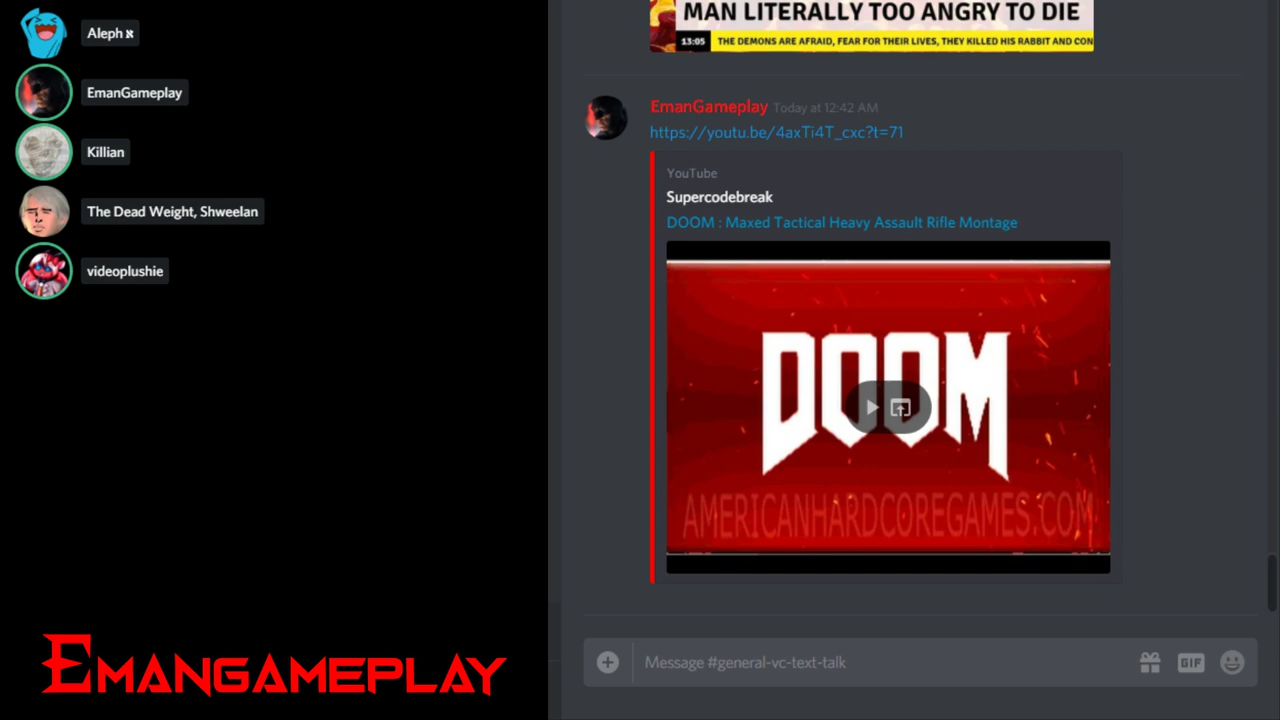 Aleph ꭗ
EmanGameplay
Killian
The Dead Weight, Shweelan
videoplushie
EMANGAMEPLAY
MAN LITERALLY TOO ANGRY TO DIE
13:05 THE DEMONS ARE AFRAID, FEAR FOR THEIR LIVES, THEY KILLED HIS RABBIT AND CON
EmanGameplay Today at 12:42 AM
https://youtu.be/4axTi4T_cxc?t=71
YouTube
Supercodebreak
DOOM : Maxed Tactical Heavy Assault Rifle Montage
DOOM
AMERICANHARDCOREGAMES.COM
Message #general-vc-text-talk
GIF